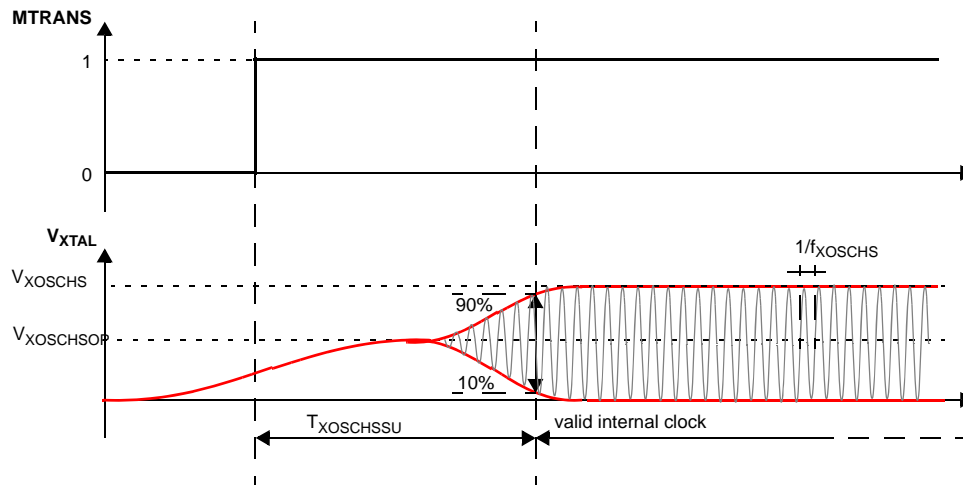 MTRANS
1
0
VXTAL
1/fXOSCHS
VXOSCHS
90%
VXOSCHSOP
10%
TXOSCHSSU
valid internal clock